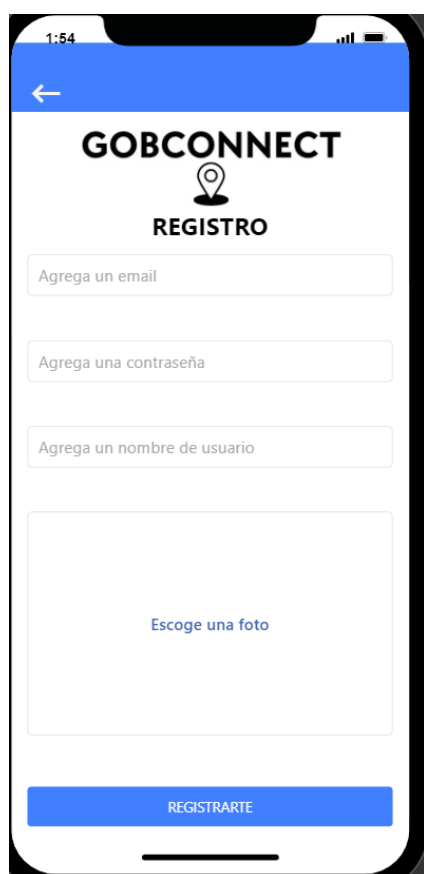 1:54
GOBCONNECT
REGISTRO
Agrega un email
Agrega una contraseña
Agrega un nombre de usuario
Escoge una foto
REGISTRARTE